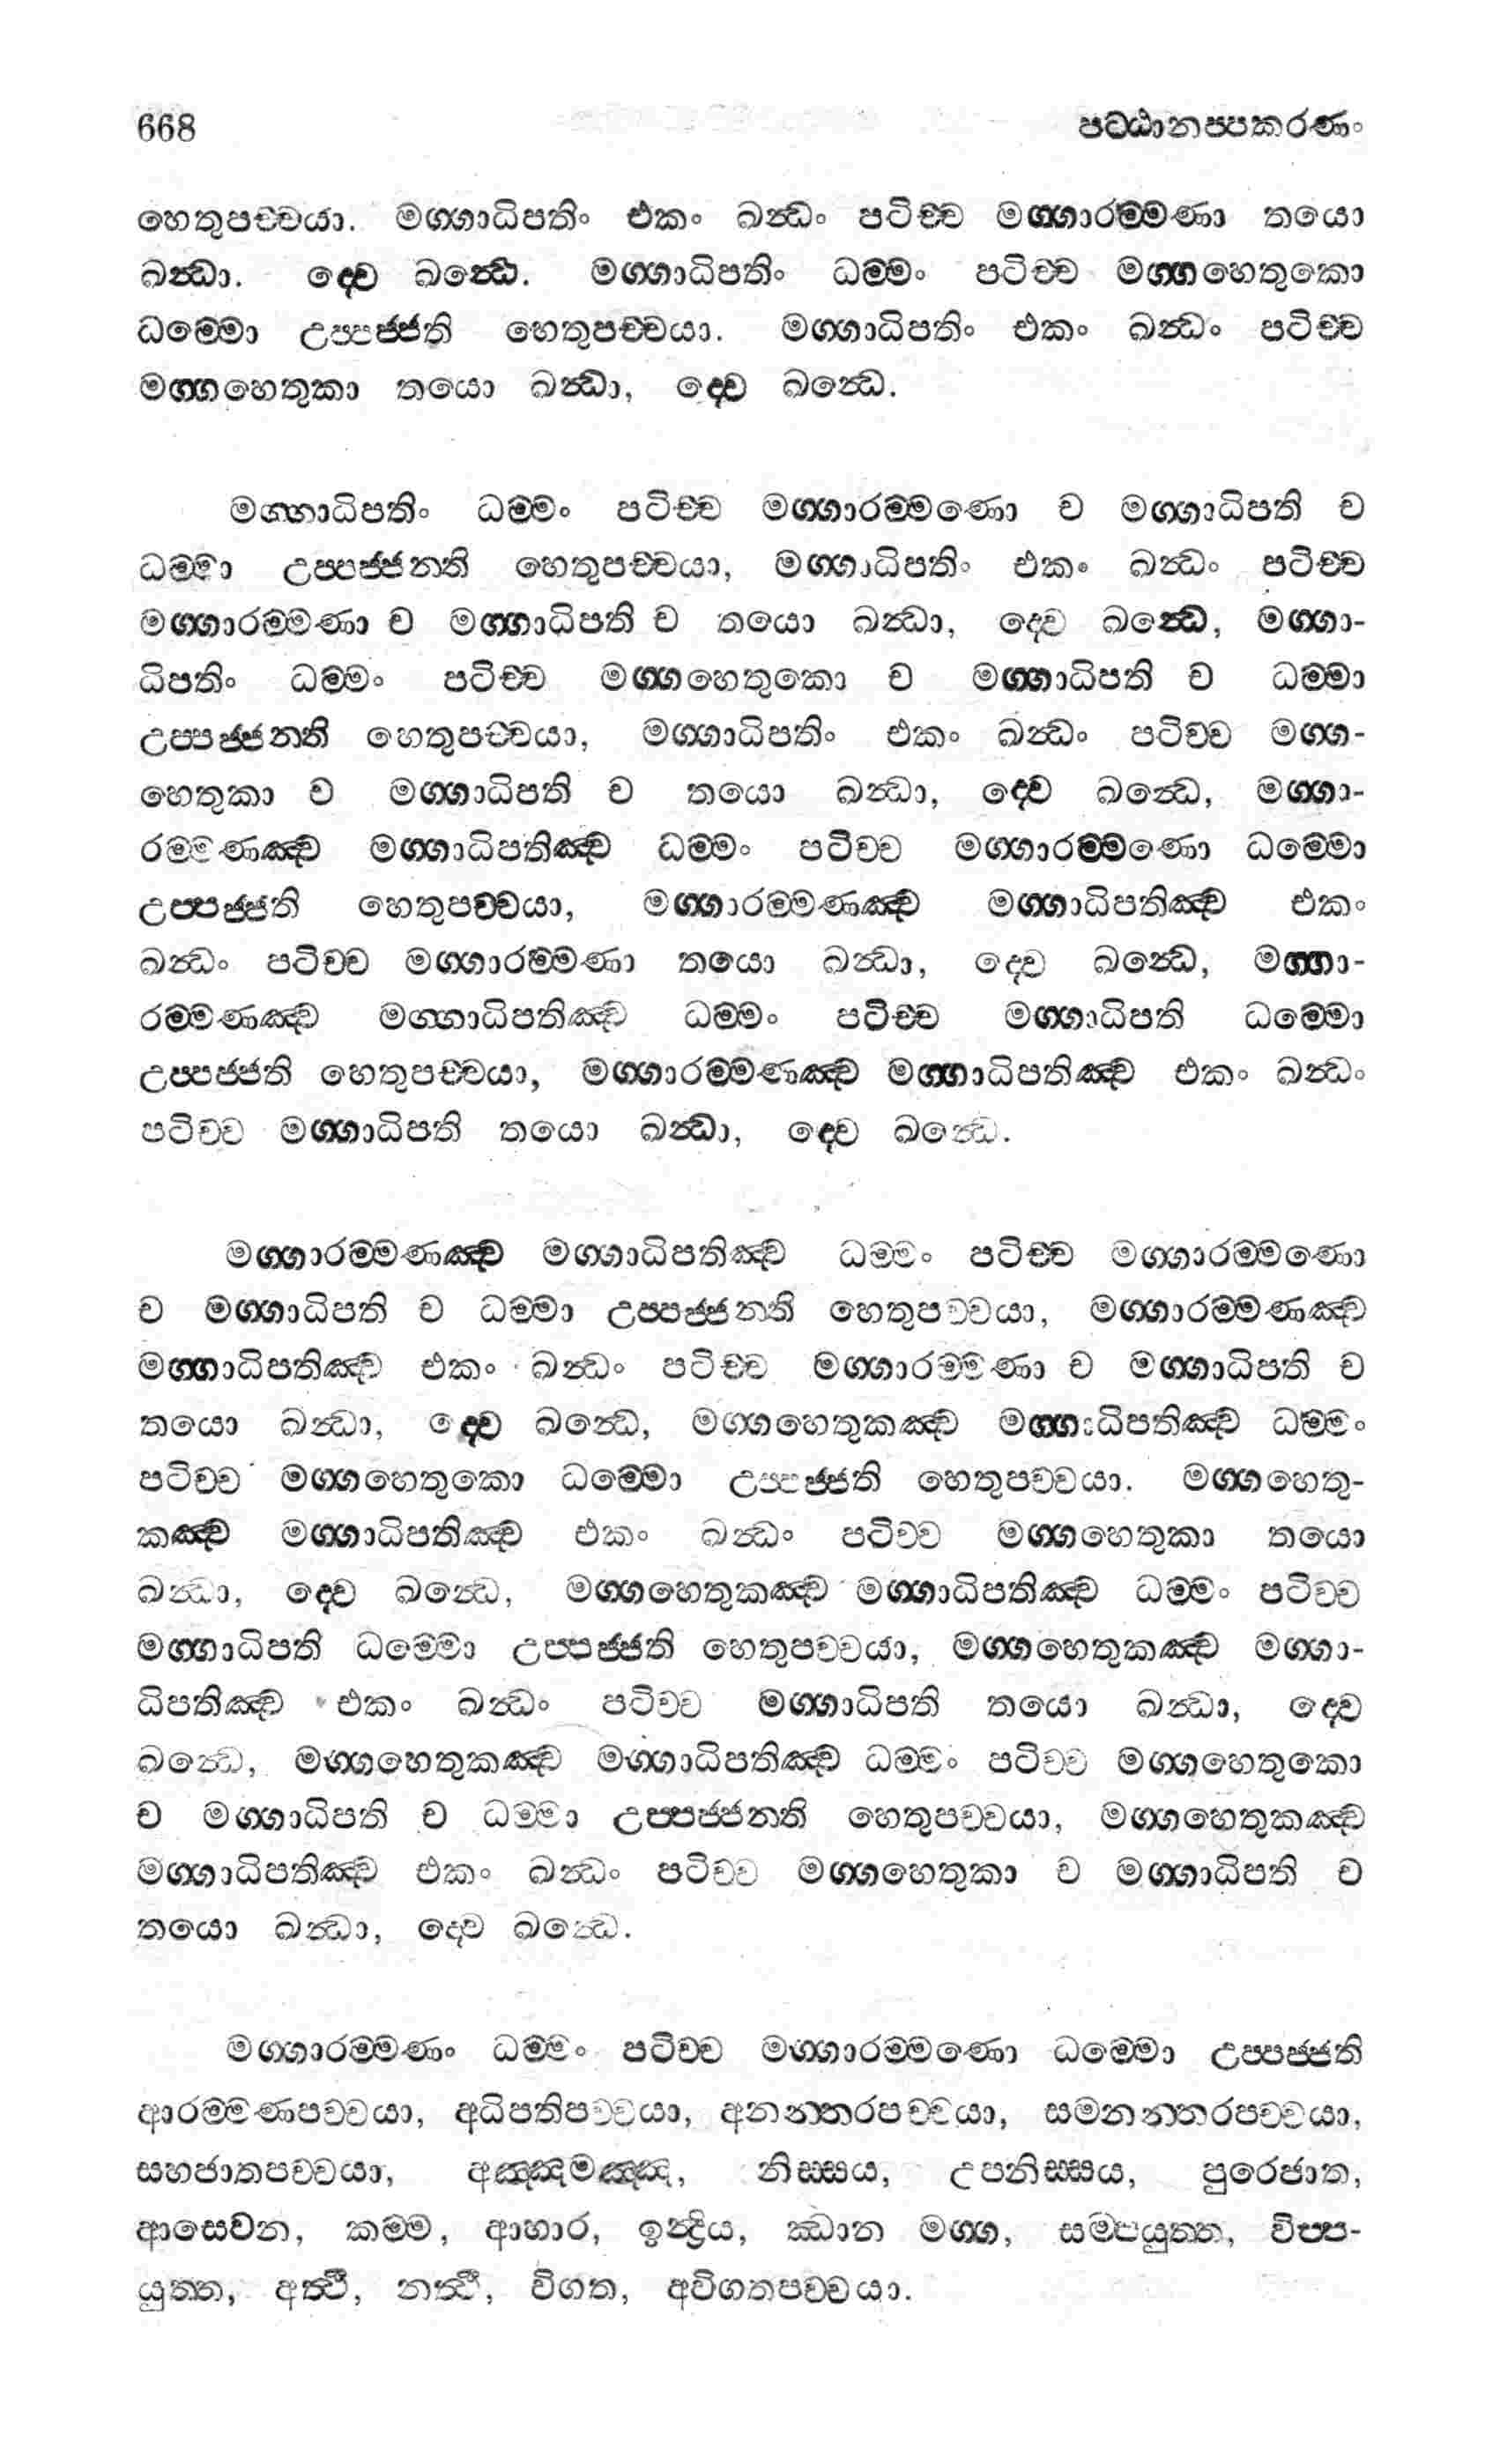 668 පට්ඨානප්පකරණං
හෙතුපච්චයා. මග්ගාධිපතිං එකං ඛන්ධං පටිච්ච මග්ගාරම්මණා තයො
ඛන්ධා. ද්වෙ ඛන්ධෙ. මග්ගාධිපතිං ධම්මං පටිච්ච මග්ගහෙතුකො
ධම්මො උප්පජ්ජති හෙතුපච්චයා. මග්ගාධිපතිං එකං ඛන්ධං පටිච්ච
මග්ගහෙතුකා තයො ඛන්ධා, ද්වෙ ඛන්ධෙ.
මග්ගාධිපතිං ධම්මං පටිච්ච මග්ගාරම්මණො ච මග්ගාධිපති ච
ධම්මා උප්පජ්ජන්ති හෙතුපච්චයා, මග්ගාධිපතිං එකං ඛන්ධං පටිච්ච
මග්ගාරම්මණා ච මග්ගාධිපති ච තයො ඛන්ධා, ද්වෙ ඛන්ධෙ, මග්ගා-
ධිපතිං ධම්මං පටිච්ච මග්ගහෙතුකො ච මග්ගාධිපති ච ධම්මා
උප්පජ්ජන්ති හෙතුපච්චයා, මග්ගාධිපතිං එකං ඛන්ධං පටිච්ච මග්ග-
හෙතුකා ච මග්ගාධිපති ච තයො ඛන්ධා, ද්වෙ ඛන්ධෙ, මග්ගා-
රම්මණඤ්ච මග්ගාධිපතිඤ්ච ධම්මං පටිච්ච මග්ගාරම්මණො ධම්මො
උප්පජ්ජති හෙතුපච්චයා, මග්ගාරම්මණඤ්ච මග්ගාධිපතිඤ්ච එකං
ඛන්ධං පටිච්ච මග්ගාරම්මණා තයො ඛන්ධා, ද්වෙ ඛන්ධෙ, මග්ගා-
රම්මණඤ්ච මග්ගාධිපතිඤ්ච ධම්මං පටිච්ච මග්ගාධිපති ධම්මො
උප්පජ්ජති හෙතුපච්චයා, මග්ගාරම්මණඤ්ච මග්ගාධිපතිඤ්ච එකං ඛන්ධං
පටිච්ච මග්ගාධිපති තයො ඛන්ධා, ද්වෙ ඛන්ධෙ.
මග්ගාරම්මණඤ්ච මග්ගාධිපතිඤ්ච ධම්මං පටිච්ච මග්ගාරම්මණො
ච මග්ගාධිපති ච ධම්මා උප්පජ්ජන්ති හෙතුපච්චයා, මග්ගාරම්මණඤ්ච
මග්ගාධිපතිඤ්ච එකං ඛන්ධං පටිච්ච මග්ගාරම්මණා ච මග්ගාධිපති ච
තයො ඛන්ධා, ද්වෙ ඛන්ධෙ, මග්ගහෙතුකඤ්ච මග්ගාධිපතිඤ්ච ධම්මං
පටිච්ච මග්ගහෙතුකො ධම්මො උප්පජ්ජති හෙතුපච්චයා. මග්ගහෙතු-
කඤ්ච මග්ගාධිපතිඤ්ච එකං ඛන්ධං පටිච්ච මග්ගහෙතුකා තයො
ඛන්ධා, ද්වෙ ඛන්ධෙ, මග්ගහෙතුකඤ්ච මග්ගාධිපතිඤ්ච ධම්මං පටිච්ච
මග්ගාධිපති ධම්මො උප්පජ්ජති හෙතුපච්චයා, මග්ගහෙතුකඤ්ච මග්ගා-
ධිපතිඤ්ච එකං ඛන්ධං පටිච්ච මග්ගාධිපති තයො ඛන්ධා, ද්වෙ
ඛන්ධෙ, මග්ගහෙතුකඤ්ච මග්ගාධිපතිඤ්ච ධම්මං පටිච්ච මග්ගහෙතුකො
ච මග්ගාධිපති ච ධම්මා උප්පජ්ජන්ති හෙතුපච්චයා, මග්ගහෙතුකඤ්ච
මග්ගාධිපතිඤ්ච එකං ඛන්ධං පටිච්ච මග්ගහෙතුකා ච මග්ගාධිපති ච
තයො ඛන්ධා, ද්වෙ ඛන්ධෙ.
මග්ගාරම්මණං ධම්මං පටිච්ච මග්ගාරම්මණො ධම්මො උප්පජ්ජති
ආරම්මණපච්චයා, අධිපතිපච්චයා, අනන්තරපච්චයා, සමනන්තරපච්චයා,
සහජාතපච්චයා, අඤ්ඤමඤ්ඤ, නිස්සය, උපනිස්සය, පුරෙජාත,
ආසෙවන, කම්ම, ආහාර, ඉන්ද්‍රිය, ඣාන මග්ග, සම්පයුත්ත, විප්ප-
යුත්ත, අත්ථි, නත්ථි, විගත, අවිගතපච්චයා.